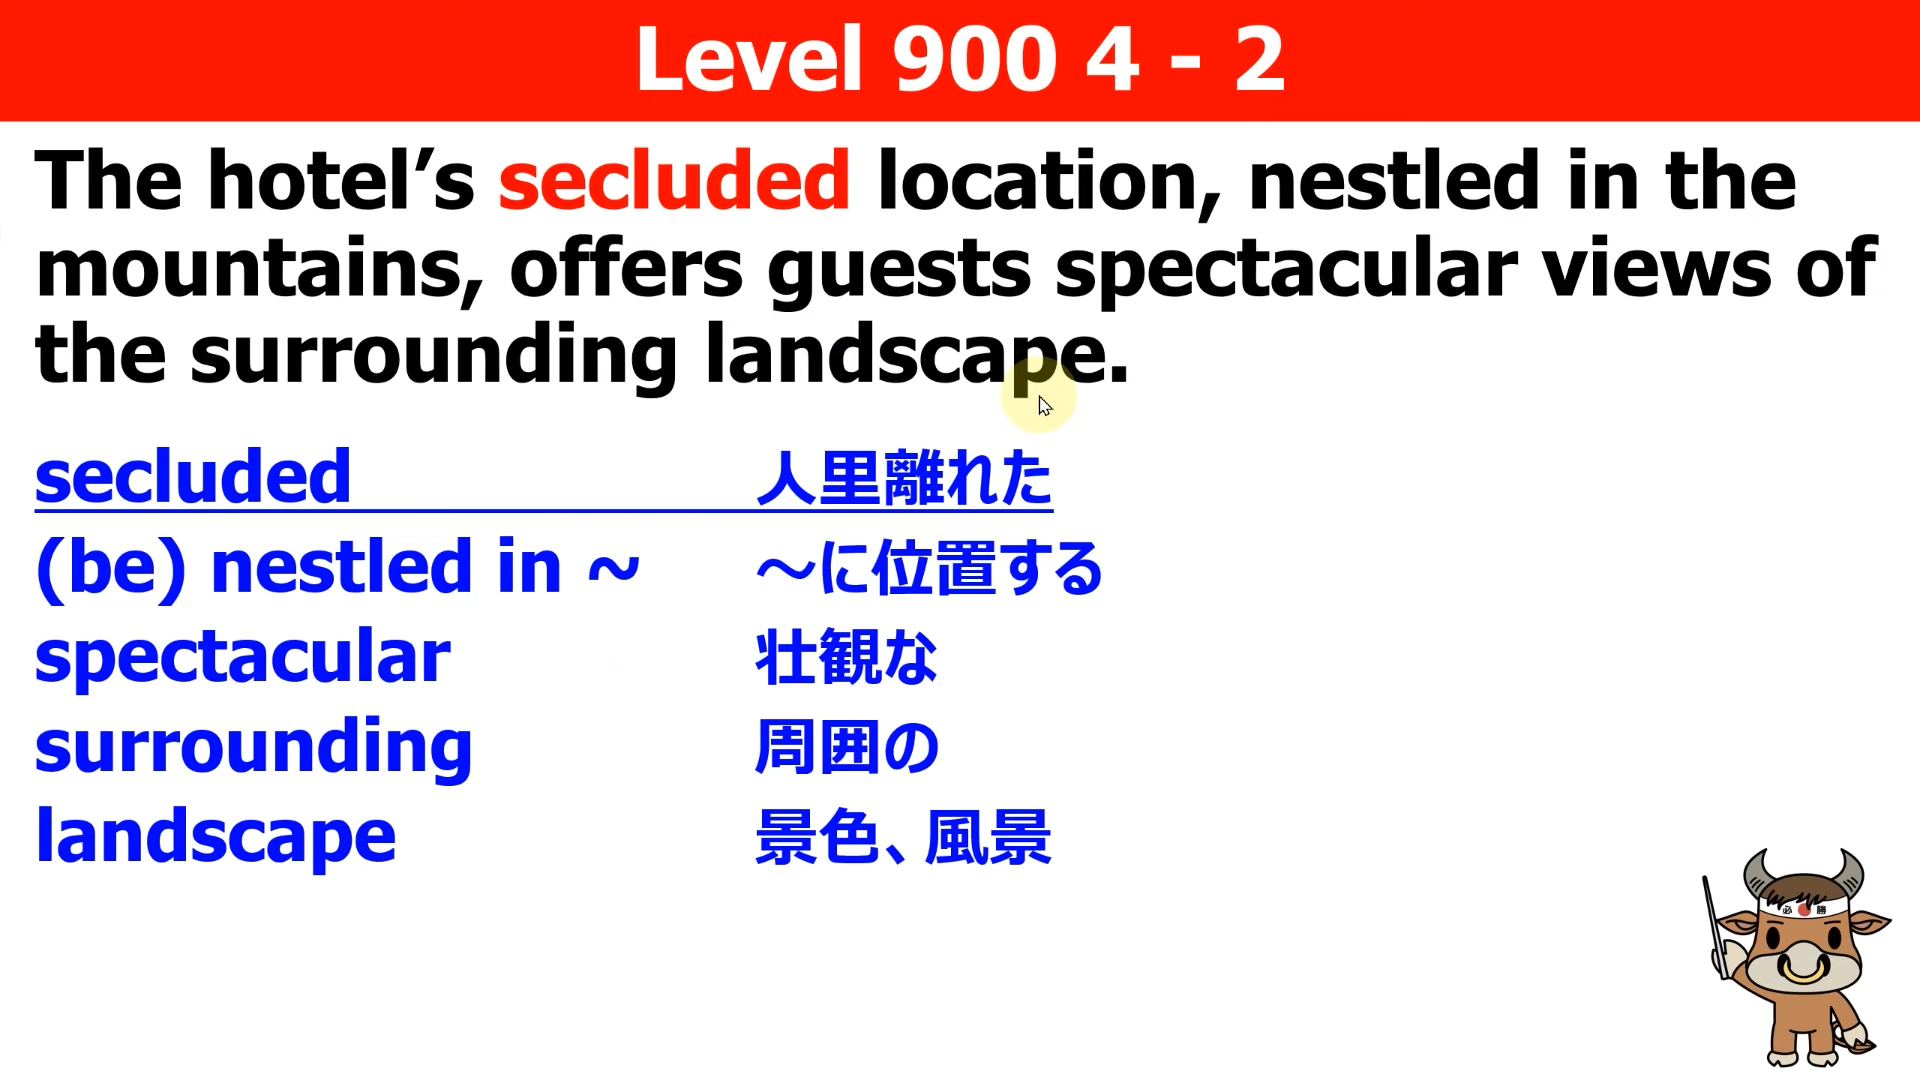 Level 900 4 - 2
The hotel’s secluded location, nestled in the
mountains, offers guests spectacular views of
the surrounding landscape.
secluded 人里離れた
(be) nestled in ~ ～に位置する
spectacular 壮観な
surrounding 周囲の
landscape 景色、風景
必 勝